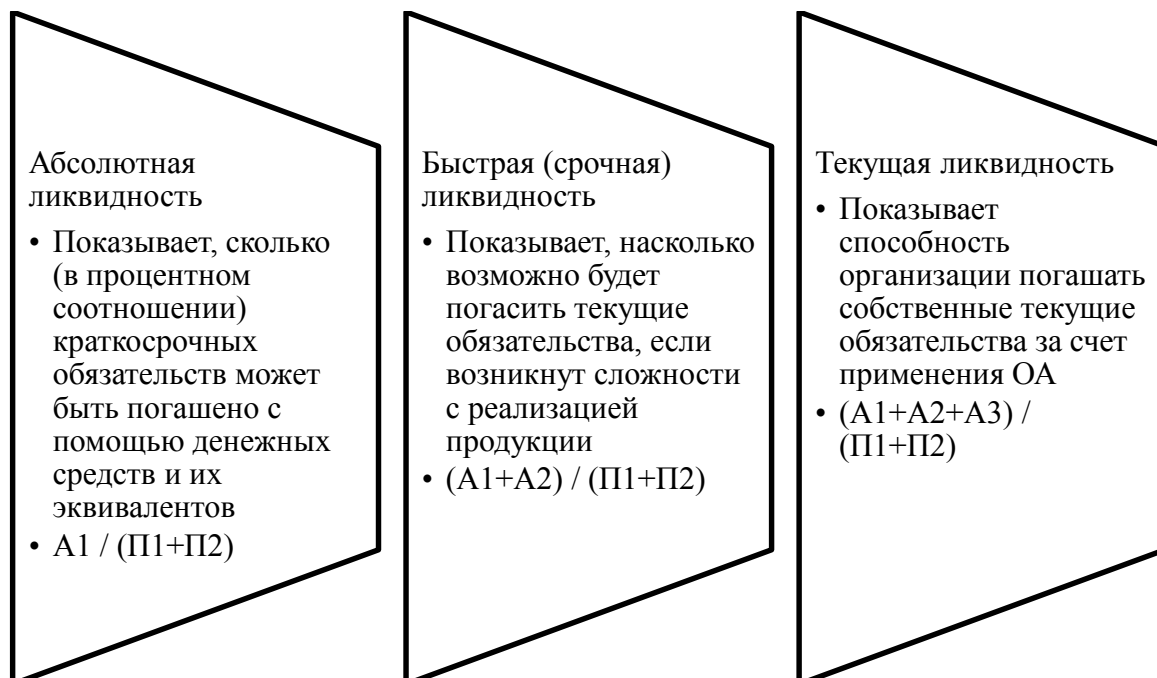 Абсолютная
ликвидность
• Показывает, сколько
(в процентном
соотношении)
краткосрочных
обязательств может
быть погашено с
помощью денежных
средств и их
эквивалентов
• А1 / (П1+П2)
Быстрая (срочная)
ликвидность
• Показывает, насколько
возможно будет
погасить текущие
обязательства, если
возникнут сложности
с реализацией
продукции
• (А1+А2) / (П1+П2)
Текущая ликвидность
• Показывает
способность
организации погашать
собственные текущие
обязательства за счет
применения ОА
• (А1+А2+А3) /
(П1+П2)